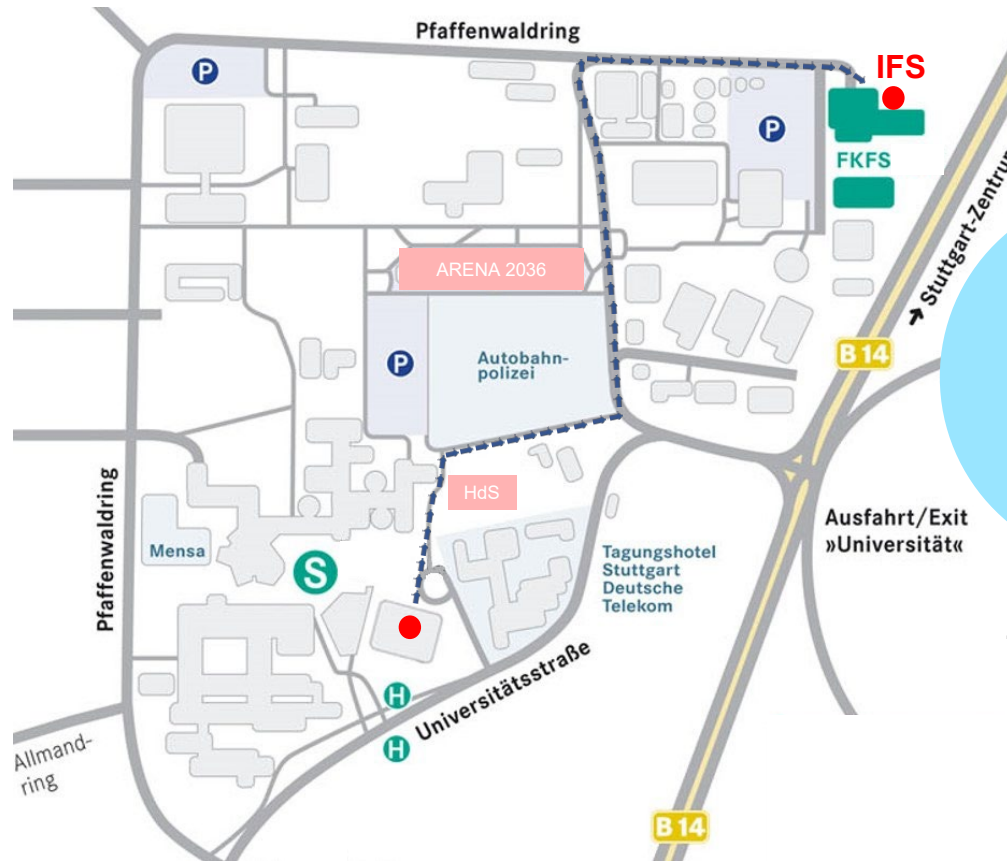 Pfaffenwaldring
P
IFS
P
FKFS
ARENA 2036
Stuttgart-Zentrum
B 14
P
Autobahn-
polizei
Pfaffenwaldring
HdS
Mensa
S
Ausfahrt/Exit
»Universität«
Tagungshotel
Stuttgart
Deutsche
Telekom
H
Universitätsstraße
H
Allmand-
ring
B 14